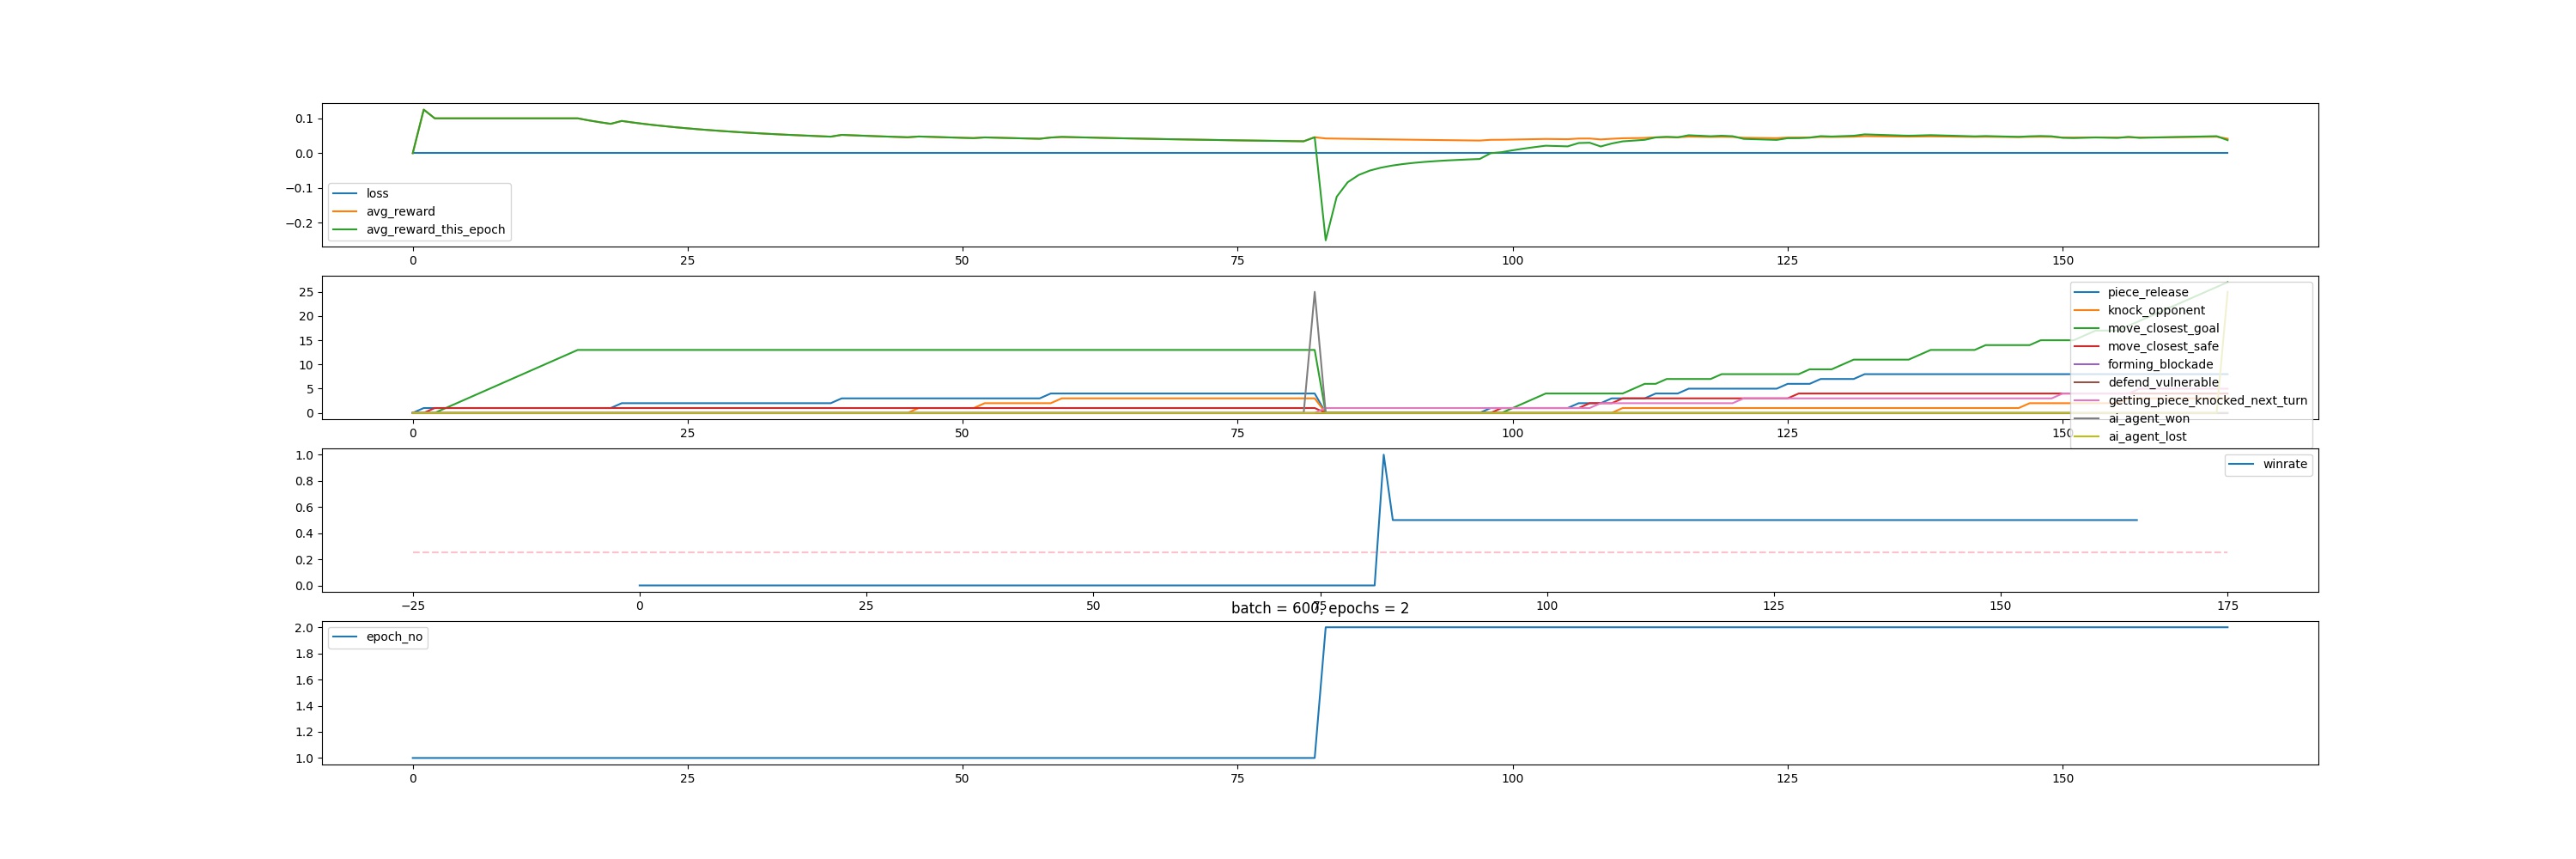 0.1
0.0
−0.1
−0.2
loss
avg_reward
avg_reward_this_epoch
0 25 50 75 100 125 150
25
20
15
10
5
0
piece_release
knock_opponent
move_closest_goal
move_closest_safe
forming_blockade
defend_vulnerable
getting_piece_knocked_next_turn
ai_agent_won
ai_agent_lost
0 25 50 75 100 125 150
1.0
0.8
0.6
0.4
0.2
0.0
winrate
−25 0 25 50 75 100 125 150 175
batch = 600, epochs = 2
2.0
1.8
1.6
1.4
1.2
1.0
epoch_no
0 25 50 75 100 125 150